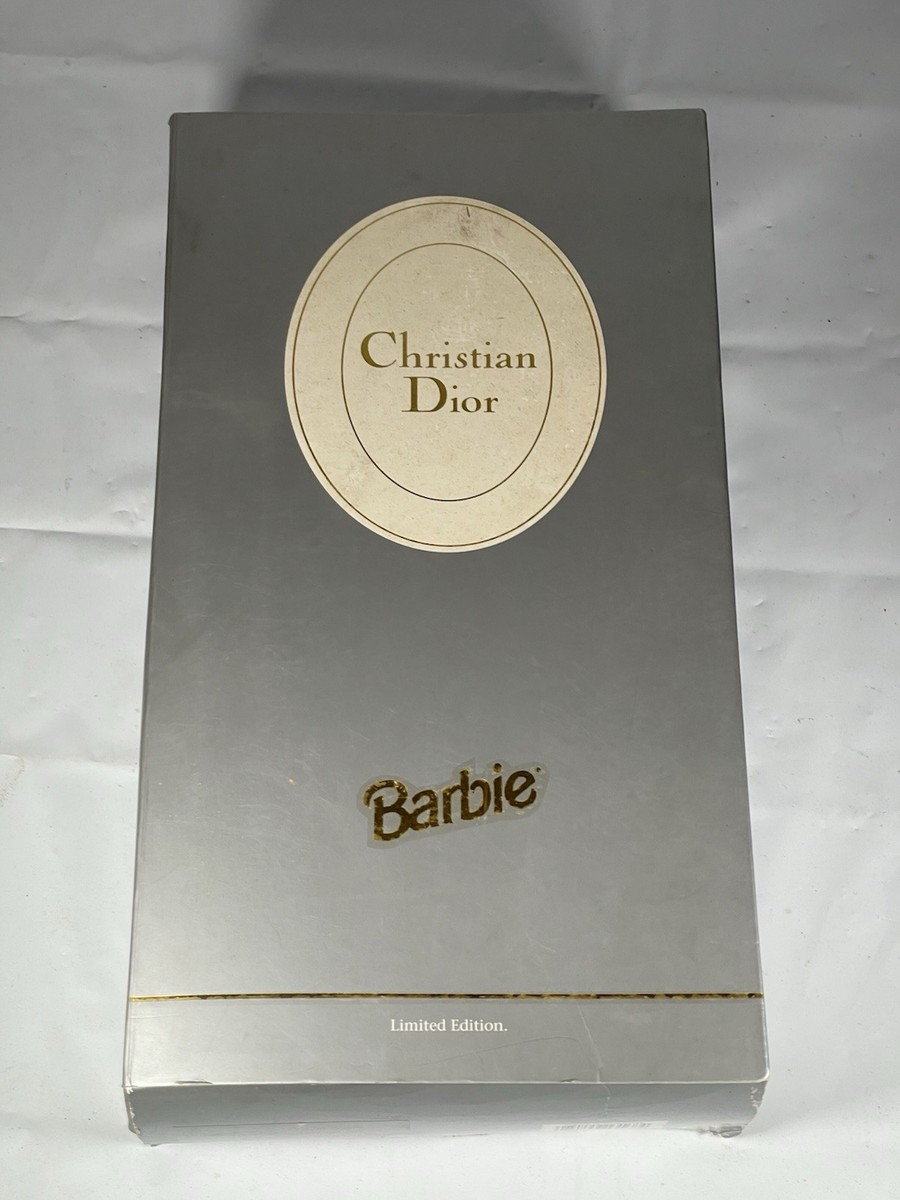 Christian
Dior
Barbie
Limited Edition.